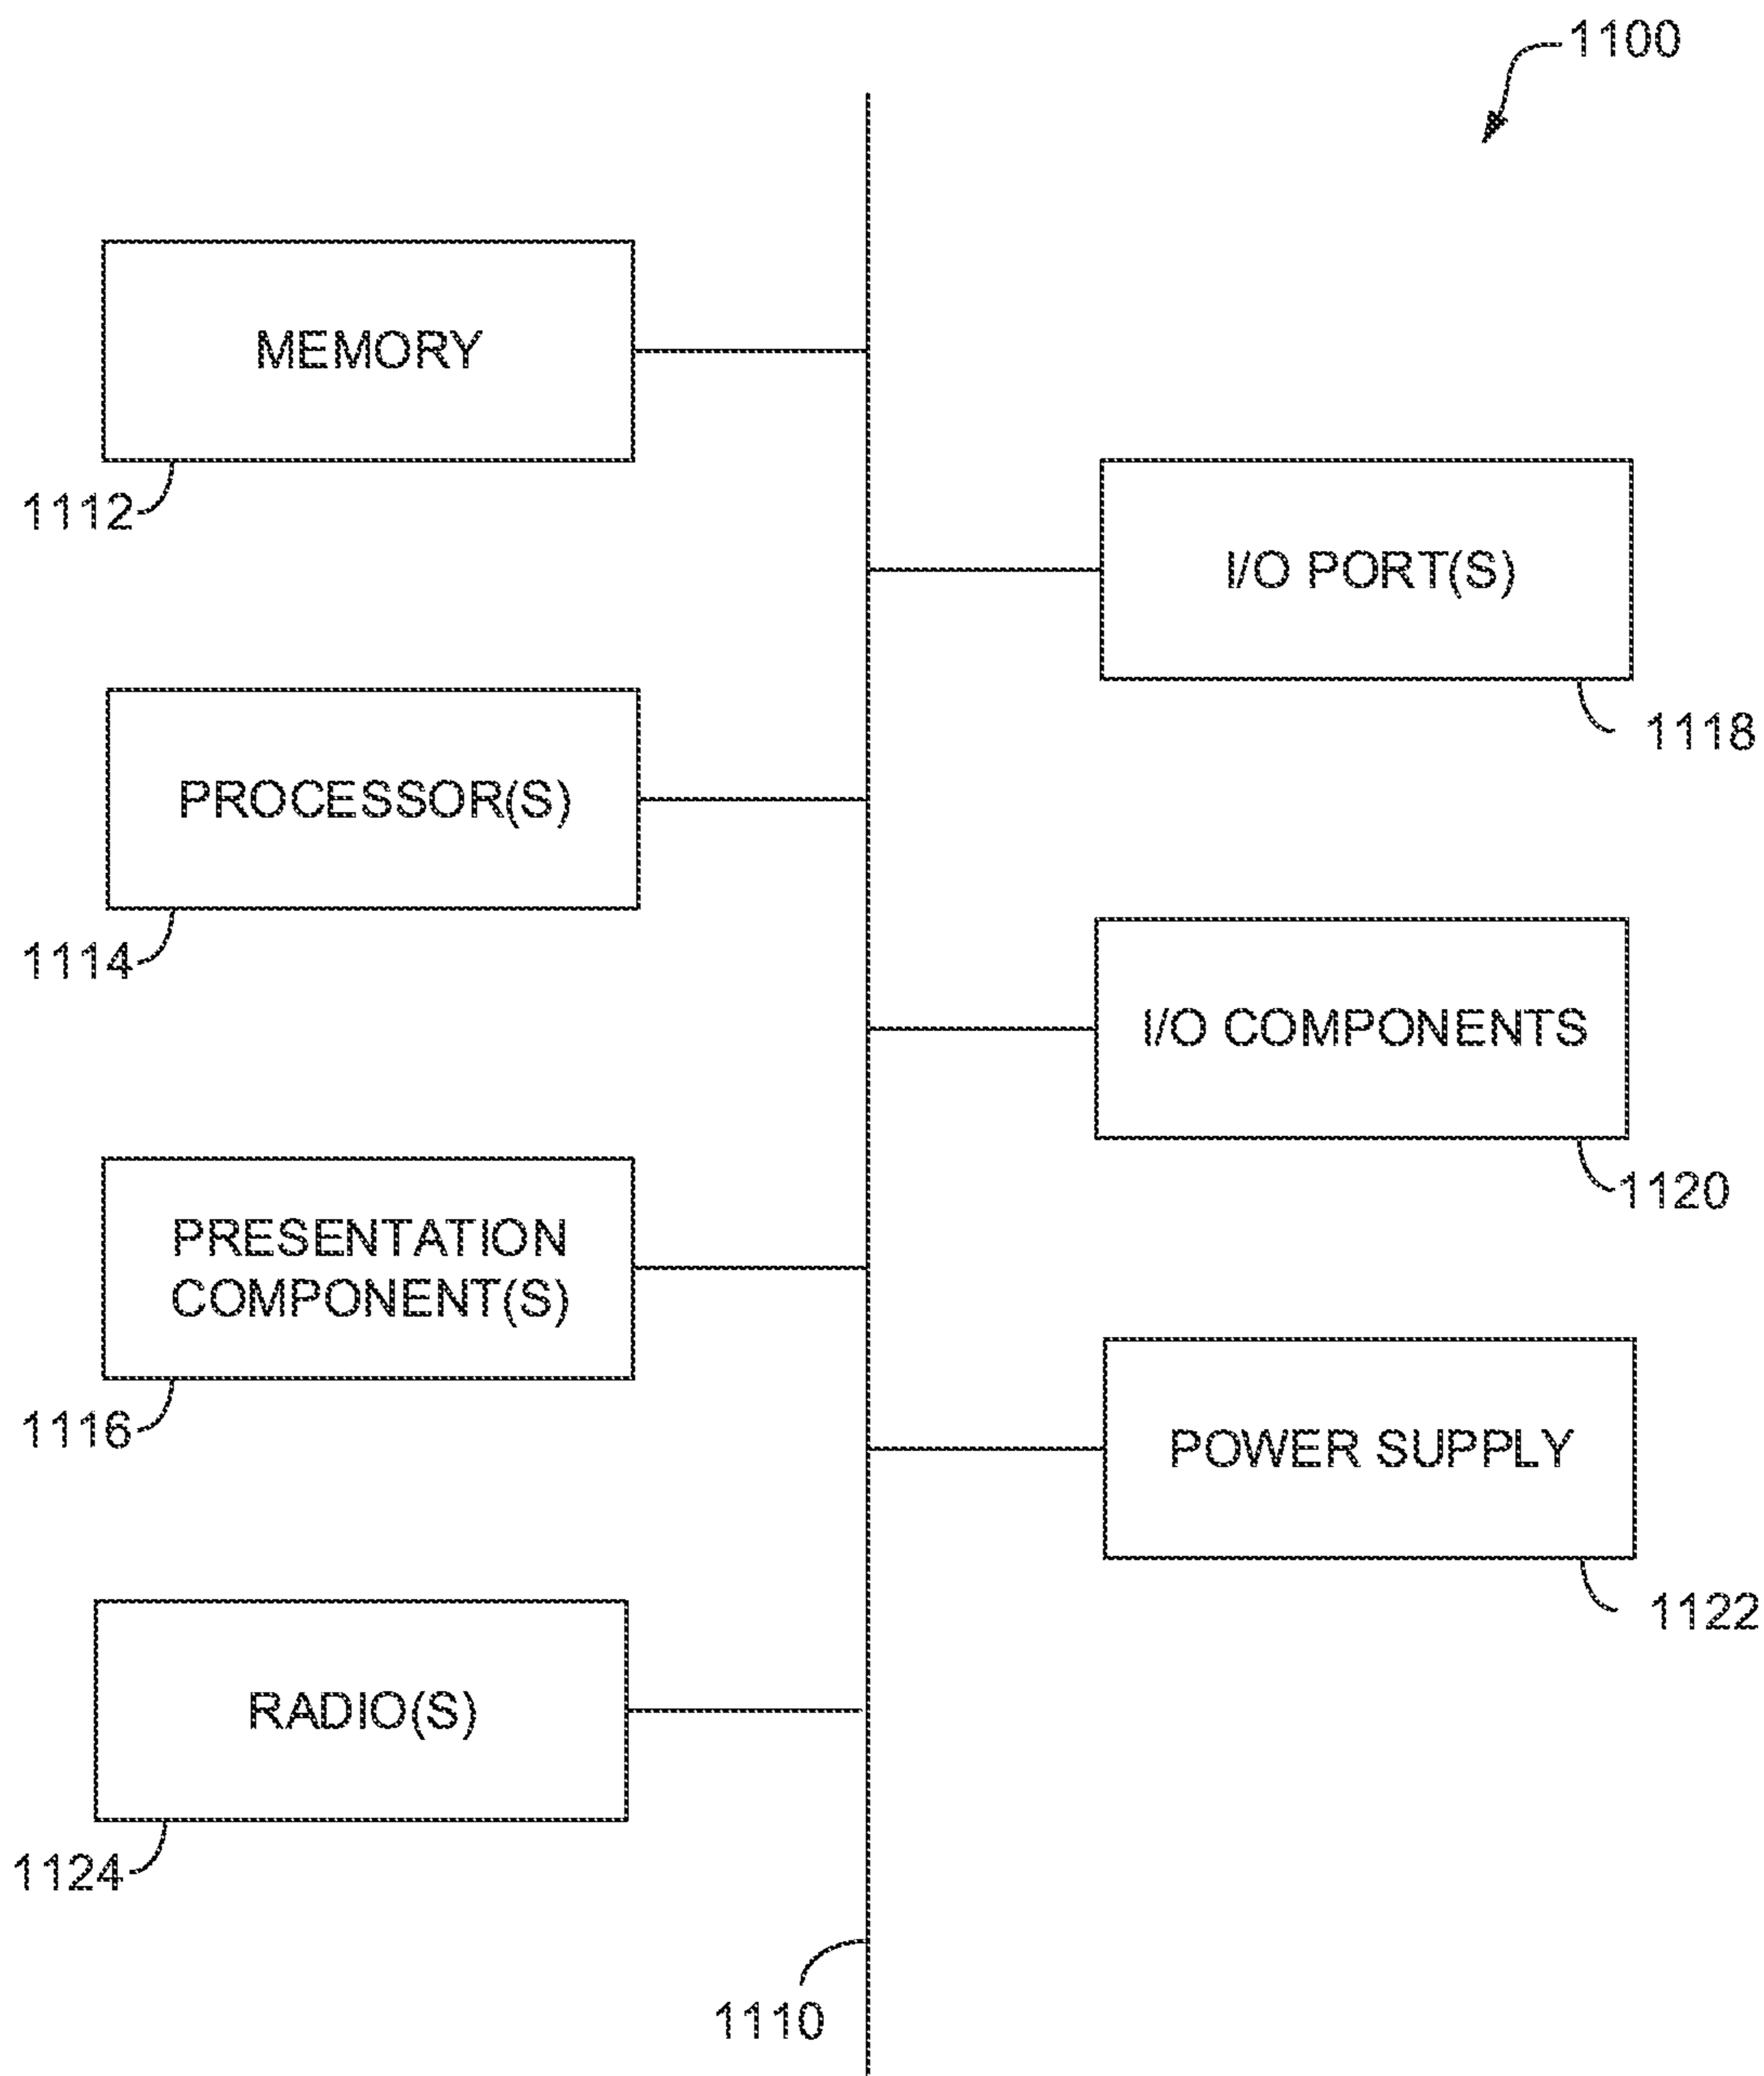 1100
MEMORY
1112
I/O PORT(S)
1118
PROCESSOR(S)
1114
I/O COMPONENTS
1120
PRESENTATION
COMPONENT(S)
1116
POWER SUPPLY
1122
RADIO(S)
1124
1110